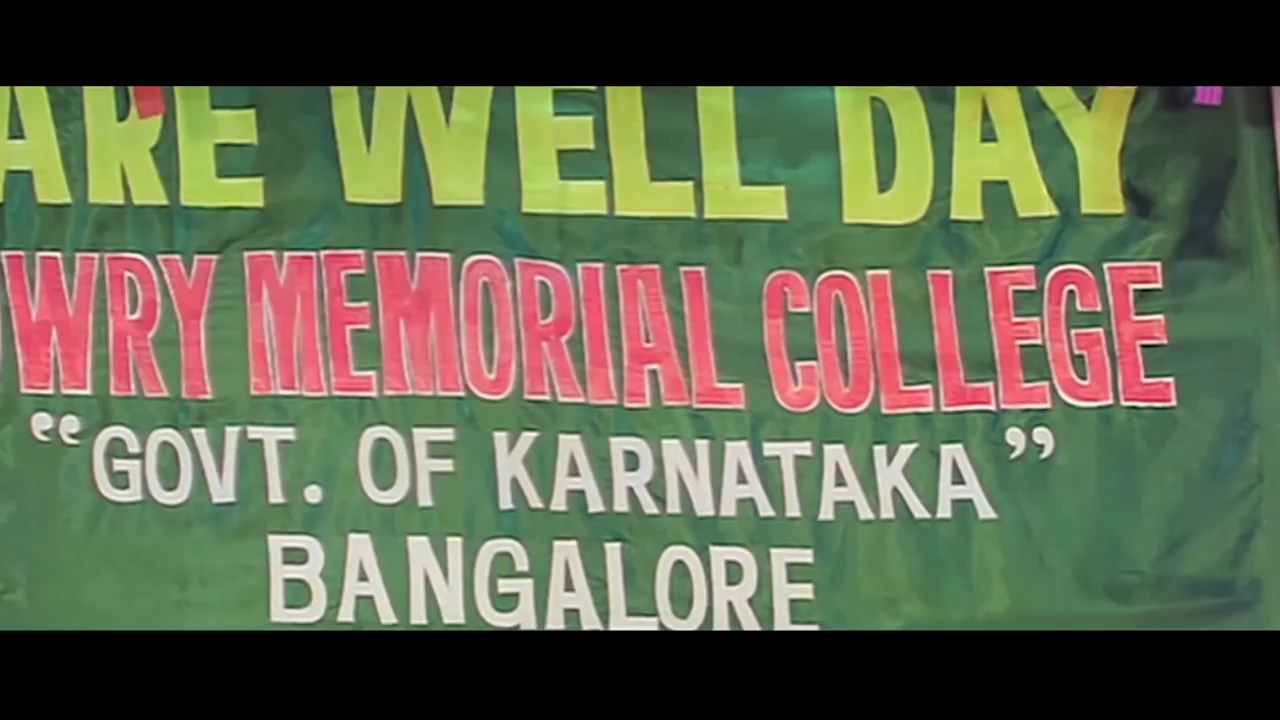 ARE WELL DAY
WRY MEMORIAL COLLEGE
“GOVT. OF KARNATAKA”
BANGALORE